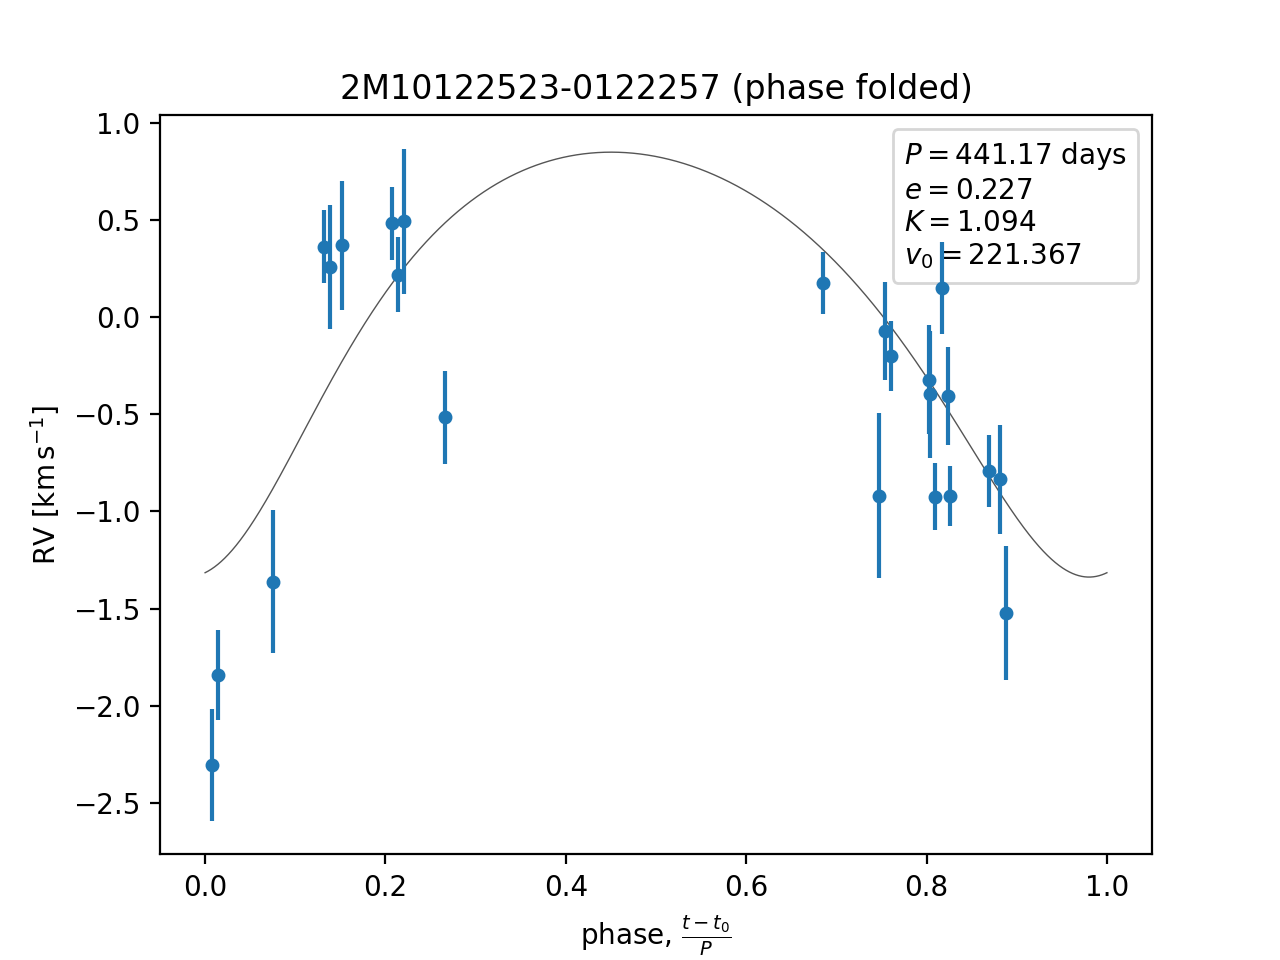 2M10122523-0122257 (phase folded)
P = 441.17 days
e = 0.227
K = 1.094
v₀ = 221.367
1.0
0.5
0.0
−0.5
−1.0
−1.5
−2.0
−2.5
RV [km s⁻¹]
0.0 0.2 0.4 0.6 0.8 1.0
phase, (t − t₀)/P